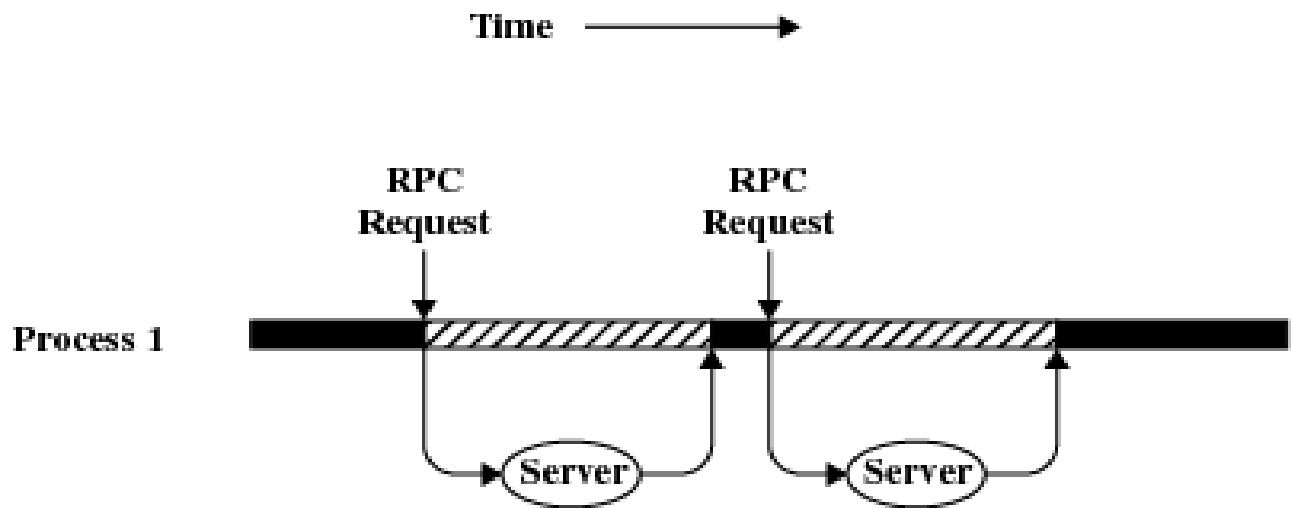 Time
RPC
Request
RPC
Request
Process 1
Server
Server